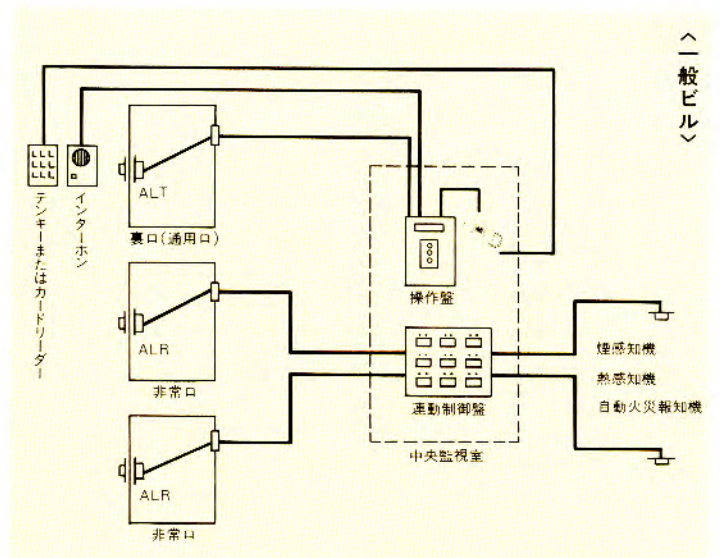 〈一般ビル〉
テンキーまたはカードリーダー
インターホン
ALT
裏口(通用口)
操作盤
ALR
非常口
連動制御盤
煙感知機
熱感知機
自動火災報知機
中央監視室
ALR
非常口